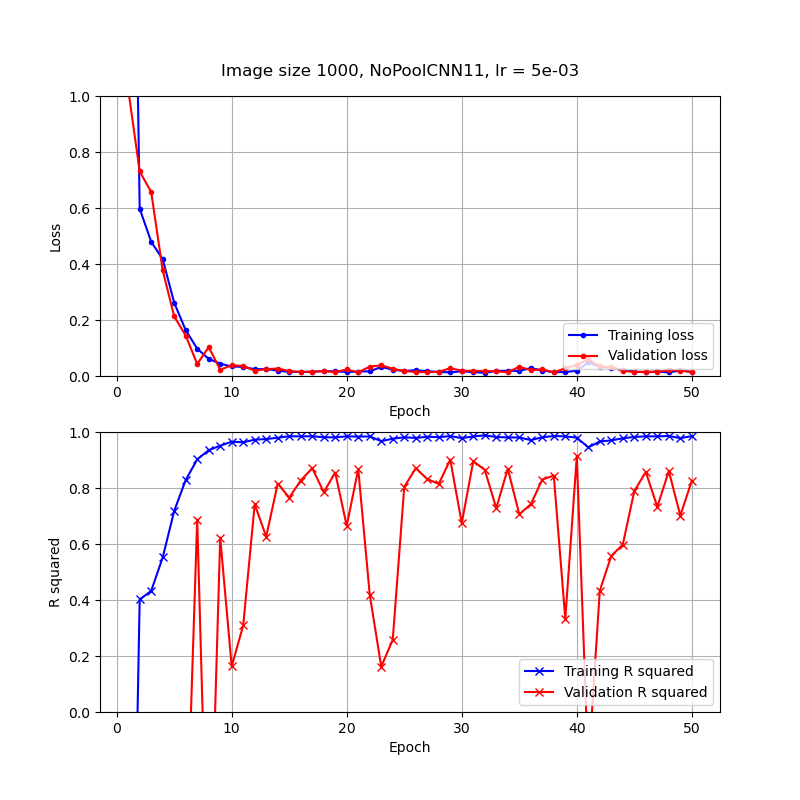 Image size 1000, NoPoolCNN11, lr = 5e-03
1.0
0.8
0.6
0.4
0.2
0.0
Loss
Training loss
Validation loss
0 10 20 30 40 50
Epoch
1.0
0.8
0.6
0.4
0.2
0.0
R squared
Training R squared
Validation R squared
0 10 20 30 40 50
Epoch